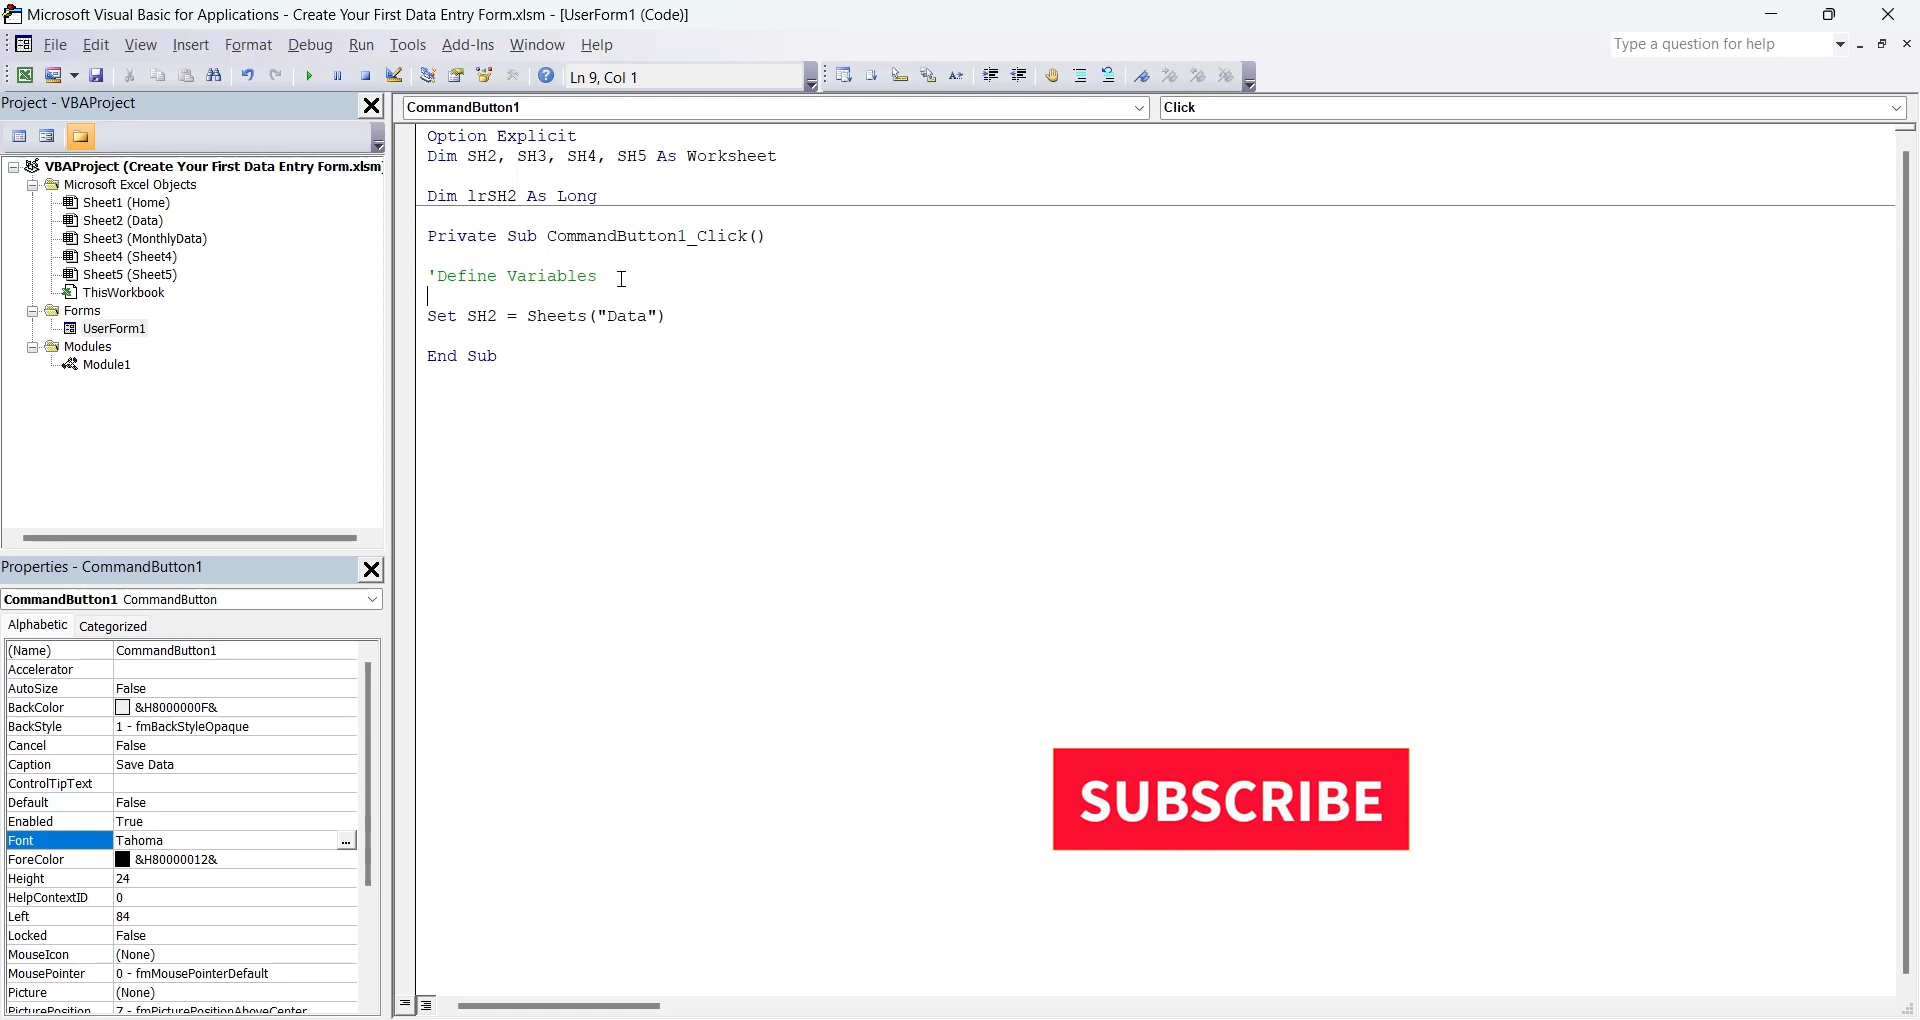 Microsoft Visual Basic for Applications - Create Your First Data Entry Form.xlsm - [UserForm1 (Code)]
File Edit View Insert Format Debug Run Tools Add-Ins Window Help
Type a question for help
Ln 9, Col 1
Project - VBAProject
CommandButton1
Click
VBAProject (Create Your First Data Entry Form.xlsm)
Microsoft Excel Objects
Sheet1 (Home)
Sheet2 (Data)
Sheet3 (MonthlyData)
Sheet4 (Sheet4)
Sheet5 (Sheet5)
ThisWorkbook
Forms
UserForm1
Modules
Module1
Option Explicit
Dim SH2, SH3, SH4, SH5 As Worksheet
Dim lrSH2 As Long
Private Sub CommandButton1_Click()
'Define Variables
Set SH2 = Sheets("Data")
End Sub
Properties - CommandButton1
CommandButton1 CommandButton
Alphabetic Categorized
(Name) CommandButton1
Accelerator
AutoSize False
BackColor &H8000000F&
BackStyle 1 - fmBackStyleOpaque
Cancel False
Caption Save Data
ControlTipText
Default False
Enabled True
Font Tahoma ...
ForeColor &H80000012&
Height 24
HelpContextID 0
Left 84
Locked False
MouseIcon (None)
MousePointer 0 - fmMousePointerDefault
Picture (None)
PicturePosition 7 - fmPicturePositionAboveCenter
SUBSCRIBE